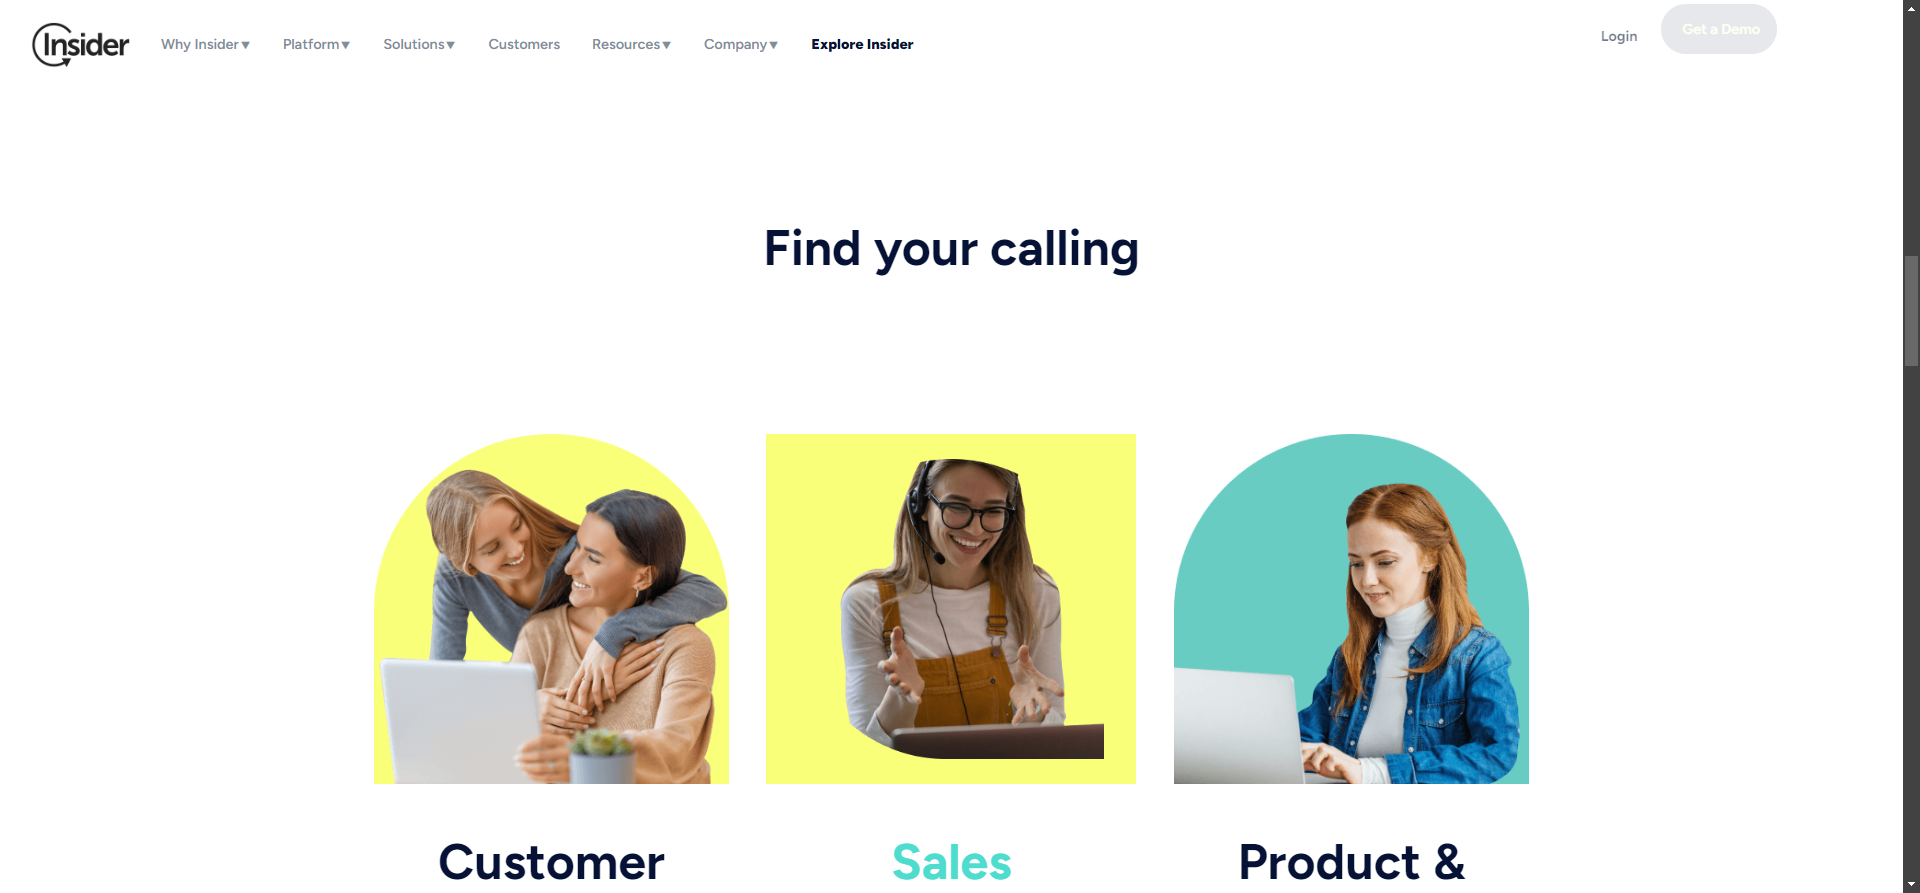 Insider
Why Insider▼ Platform▼ Solutions▼ Customers Resources▼ Company▼ Explore Insider
Login
Get a Demo
Find your calling
Customer
Sales
Product &